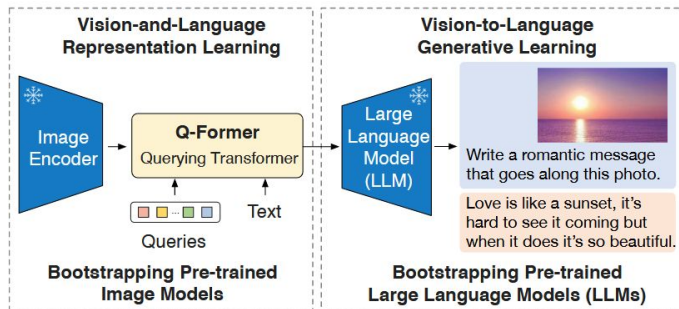 Vision-and-Language
Representation Learning
Vision-to-Language
Generative Learning
Image
Encoder
Q-Former
Querying Transformer
...
Queries
Text
Large
Language
Model
(LLM)
Write a romantic message
that goes along this photo.
Love is like a sunset, it's
hard to see it coming but
when it does it's so beautiful.
Bootstrapping Pre-trained
Image Models
Bootstrapping Pre-trained
Large Language Models (LLMs)